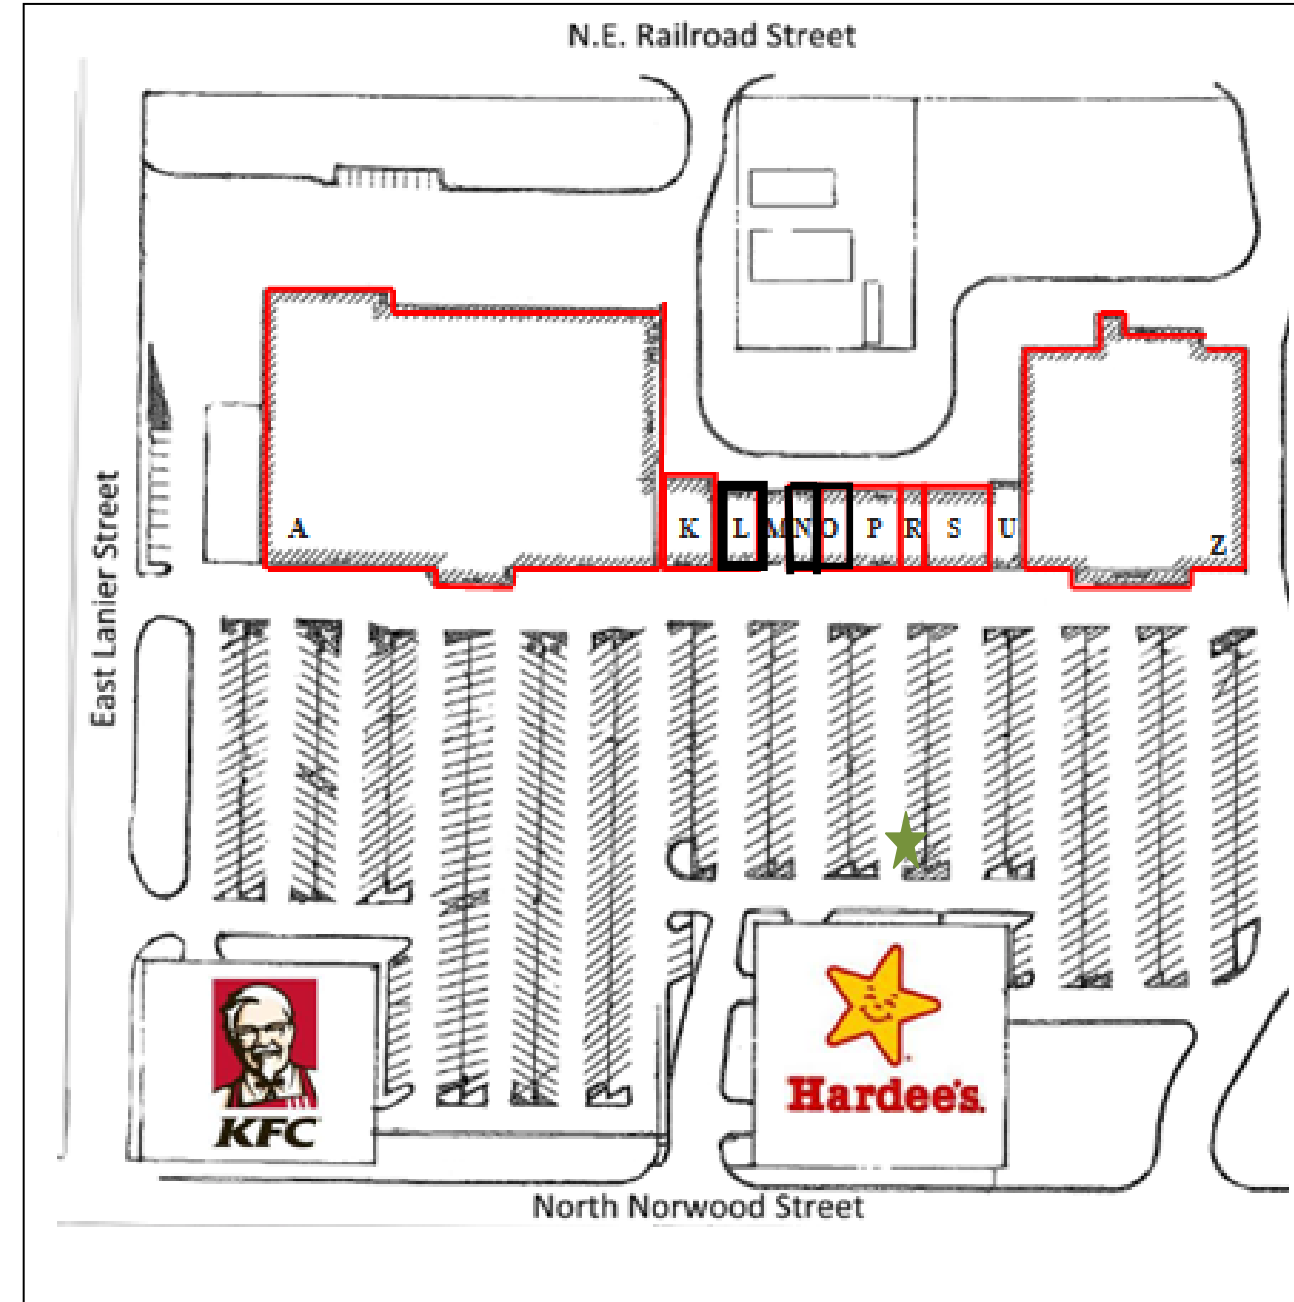 N.E. Railroad Street
East Lanier Street
A
K
L
M
N
O
P
R
S
U
Z
KFC
Hardee's.
North Norwood Street